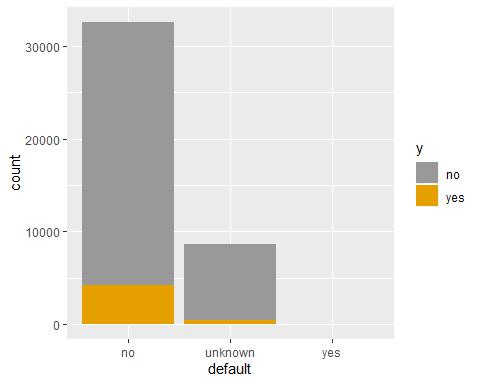 30000
20000
10000
0
count
no
unknown
yes
default
y
no
yes